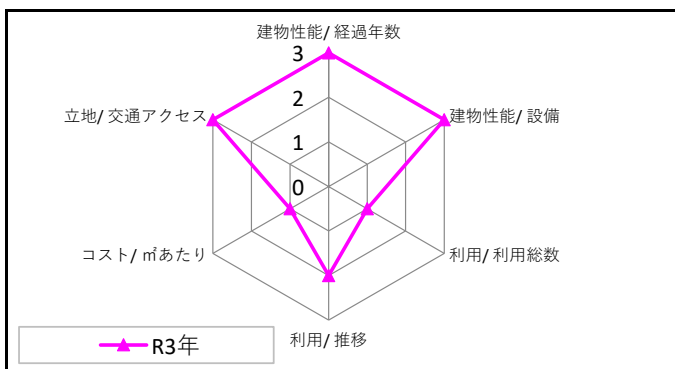 建物性能/ 経過年数
3
立地/ 交通アクセス
建物性能/ 設備
2
1
0
コスト/ ㎡あたり
利用/ 利用総数
利用/ 推移
R3年